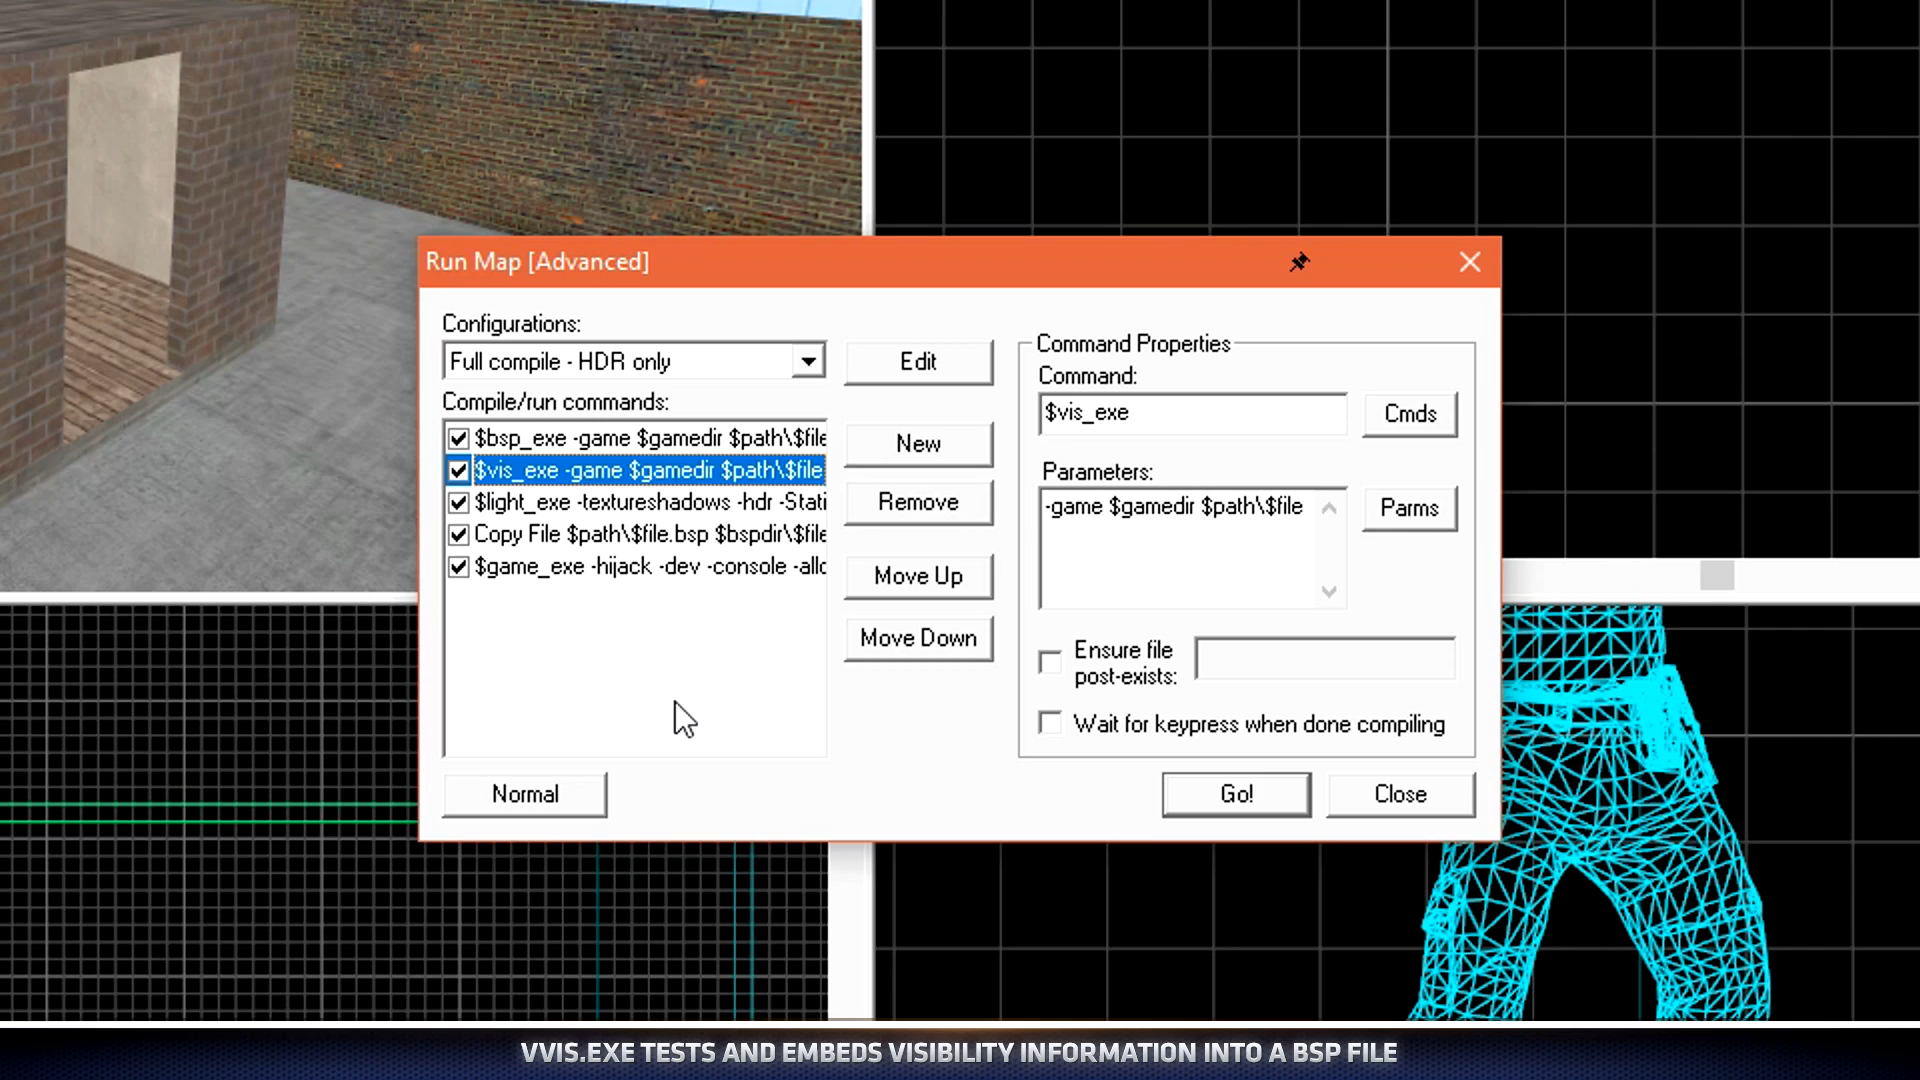 Run Map [Advanced]
Configurations:
Full compile - HDR only
Edit
Compile/run commands:
$bsp_exe -game $gamedir $path\$file
$vis_exe -game $gamedir $path\$file
$light_exe -textureshadows -hdr -Stati
Copy File $path\$file.bsp $bspdir\$file
$game_exe -hijack -dev -console -allo
New
Remove
Move Up
Move Down
Command Properties
Command:
$vis_exe
Cmds
Parameters:
-game $gamedir $path\$file
Parms
Ensure file
post-exists:
Wait for keypress when done compiling
Normal
Go!
Close
VVIS.EXE TESTS AND EMBEDS VISIBILITY INFORMATION INTO A BSP FILE